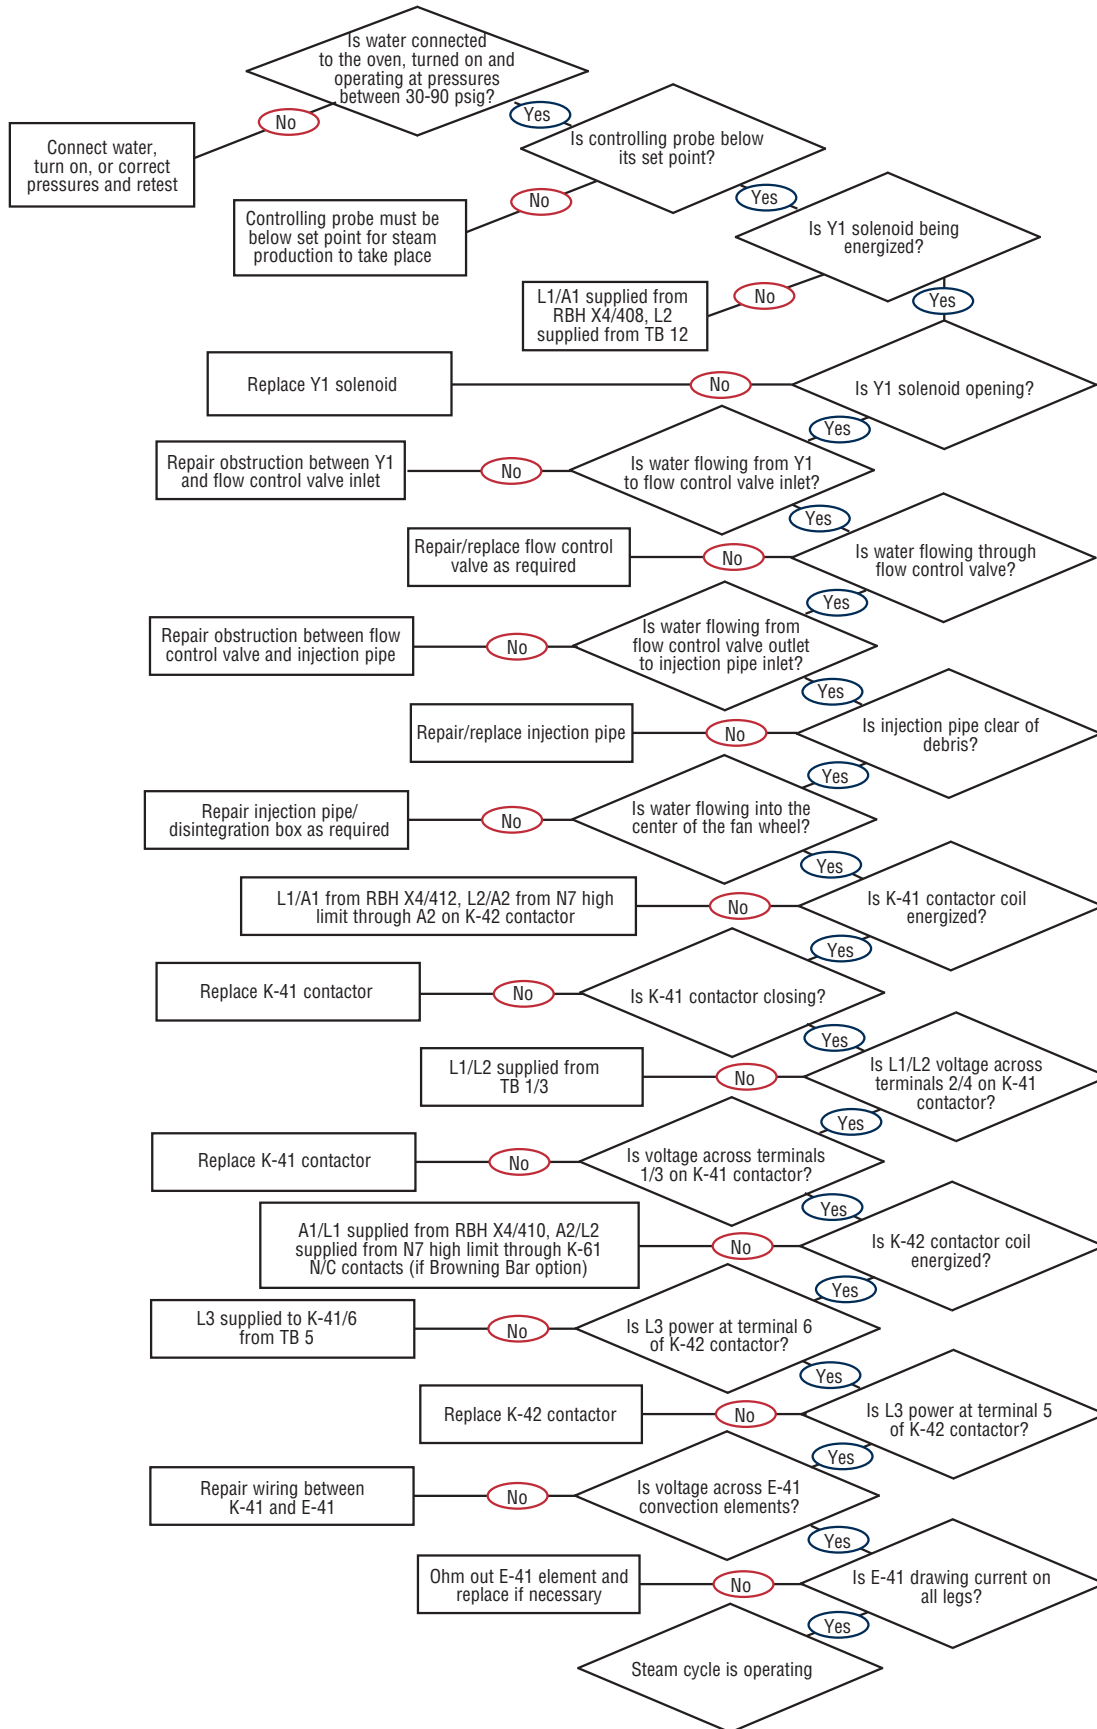 Is water connected
to the oven, turned on and
operating at pressures
between 30-90 psig?
No
Yes
Connect water,
turn on, or correct
pressures and retest
Is controlling probe below
its set point?
No
Yes
Controlling probe must be
below set point for steam
production to take place
Is Y1 solenoid being
energized?
No
Yes
L1/A1 supplied from
RBH X4/408, L2
supplied from TB 12
Is Y1 solenoid opening?
No
Yes
Replace Y1 solenoid
Is water flowing from Y1
to flow control valve inlet?
No
Yes
Repair obstruction between Y1
and flow control valve inlet
Is water flowing through
flow control valve?
No
Yes
Repair/replace flow control
valve as required
Is water flowing from
flow control valve outlet
to injection pipe inlet?
No
Yes
Repair obstruction between flow
control valve and injection pipe
Is injection pipe clear of
debris?
No
Yes
Repair/replace injection pipe
Is water flowing into the
center of the fan wheel?
No
Yes
Repair injection pipe/
disintegration box as required
Is K-41 contactor coil
energized?
No
Yes
L1/A1 from RBH X4/412, L2/A2 from N7 high
limit through A2 on K-42 contactor
Is K-41 contactor closing?
No
Yes
Replace K-41 contactor
Is L1/L2 voltage across
terminals 2/4 on K-41
contactor?
No
Yes
L1/L2 supplied from
TB 1/3
Is voltage across terminals
1/3 on K-41 contactor?
No
Yes
Replace K-41 contactor
Is K-42 contactor coil
energized?
No
Yes
A1/L1 supplied from RBH X4/410, A2/L2
supplied from N7 high limit through K-61
N/C contacts (if Browning Bar option)
Is L3 power at terminal 6
of K-42 contactor?
No
Yes
L3 supplied to K-41/6
from TB 5
Is L3 power at terminal 5
of K-42 contactor?
No
Yes
Replace K-42 contactor
Is voltage across E-41
convection elements?
No
Yes
Repair wiring between
K-41 and E-41
Is E-41 drawing current on
all legs?
No
Yes
Ohm out E-41 element and
replace if necessary
Steam cycle is operating